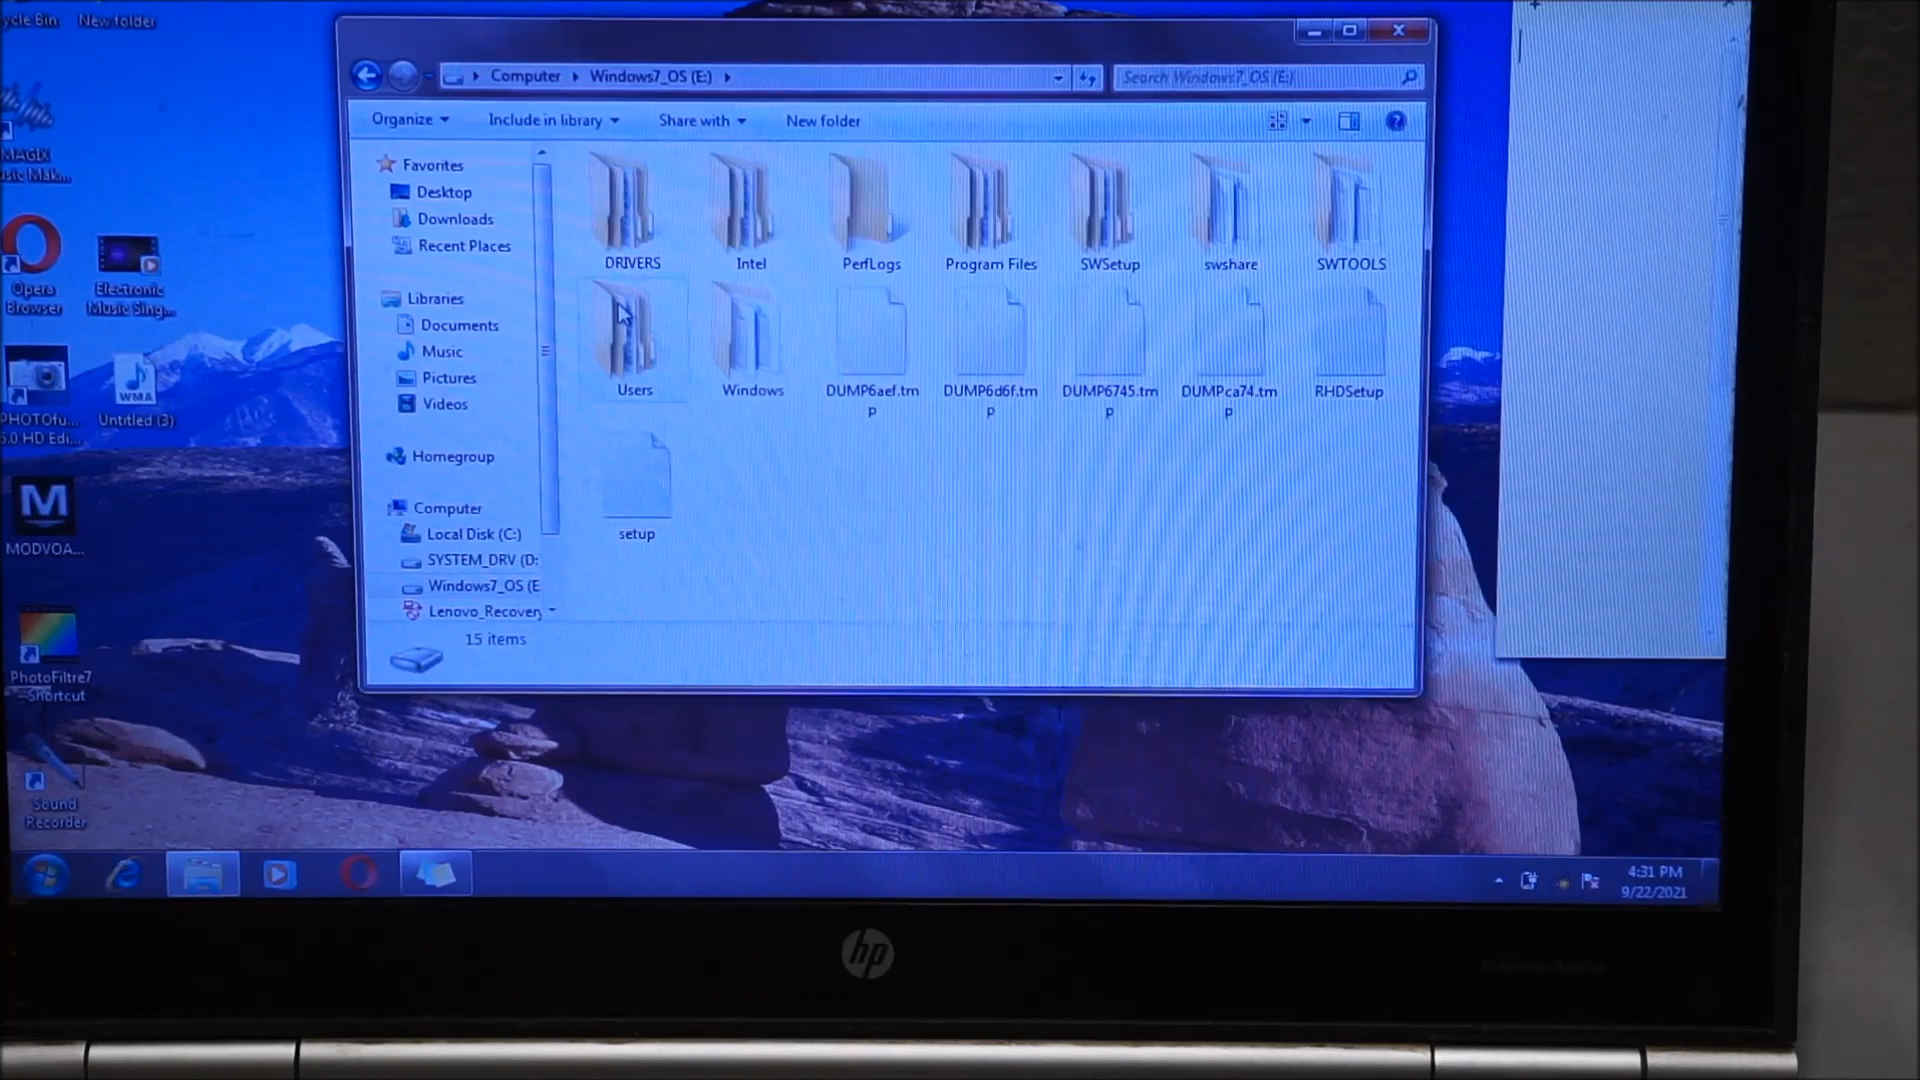 ycle Bin
New folder
MAGIX
usic Mak...
Opera
Browser
Electronic
Music Sing...
PHOTOfu...
5.0 HD Edi...
WMA
Untitled (3)
M
MODVOA...
PhotoFiltre7
- Shortcut
Sound
Recorder
Computer
Windows7_OS (E:)
Search Windows7_OS (E:)
Organize
Include in library
Share with
New folder
Favorites
Desktop
Downloads
Recent Places
Libraries
Documents
Music
Pictures
Videos
Homegroup
Computer
Local Disk (C:)
SYSTEM_DRV (D:
Windows7_OS (E
Lenovo_Recovery
DRIVERS
Intel
PerfLogs
Program Files
SWSetup
swshare
SWTOOLS
Users
Windows
DUMP6aef.tm
p
DUMP6d6f.tm
p
DUMP6745.tm
p
DUMPca74.tm
p
RHDSetup
setup
15 items
4:31 PM
9/22/2021
hp